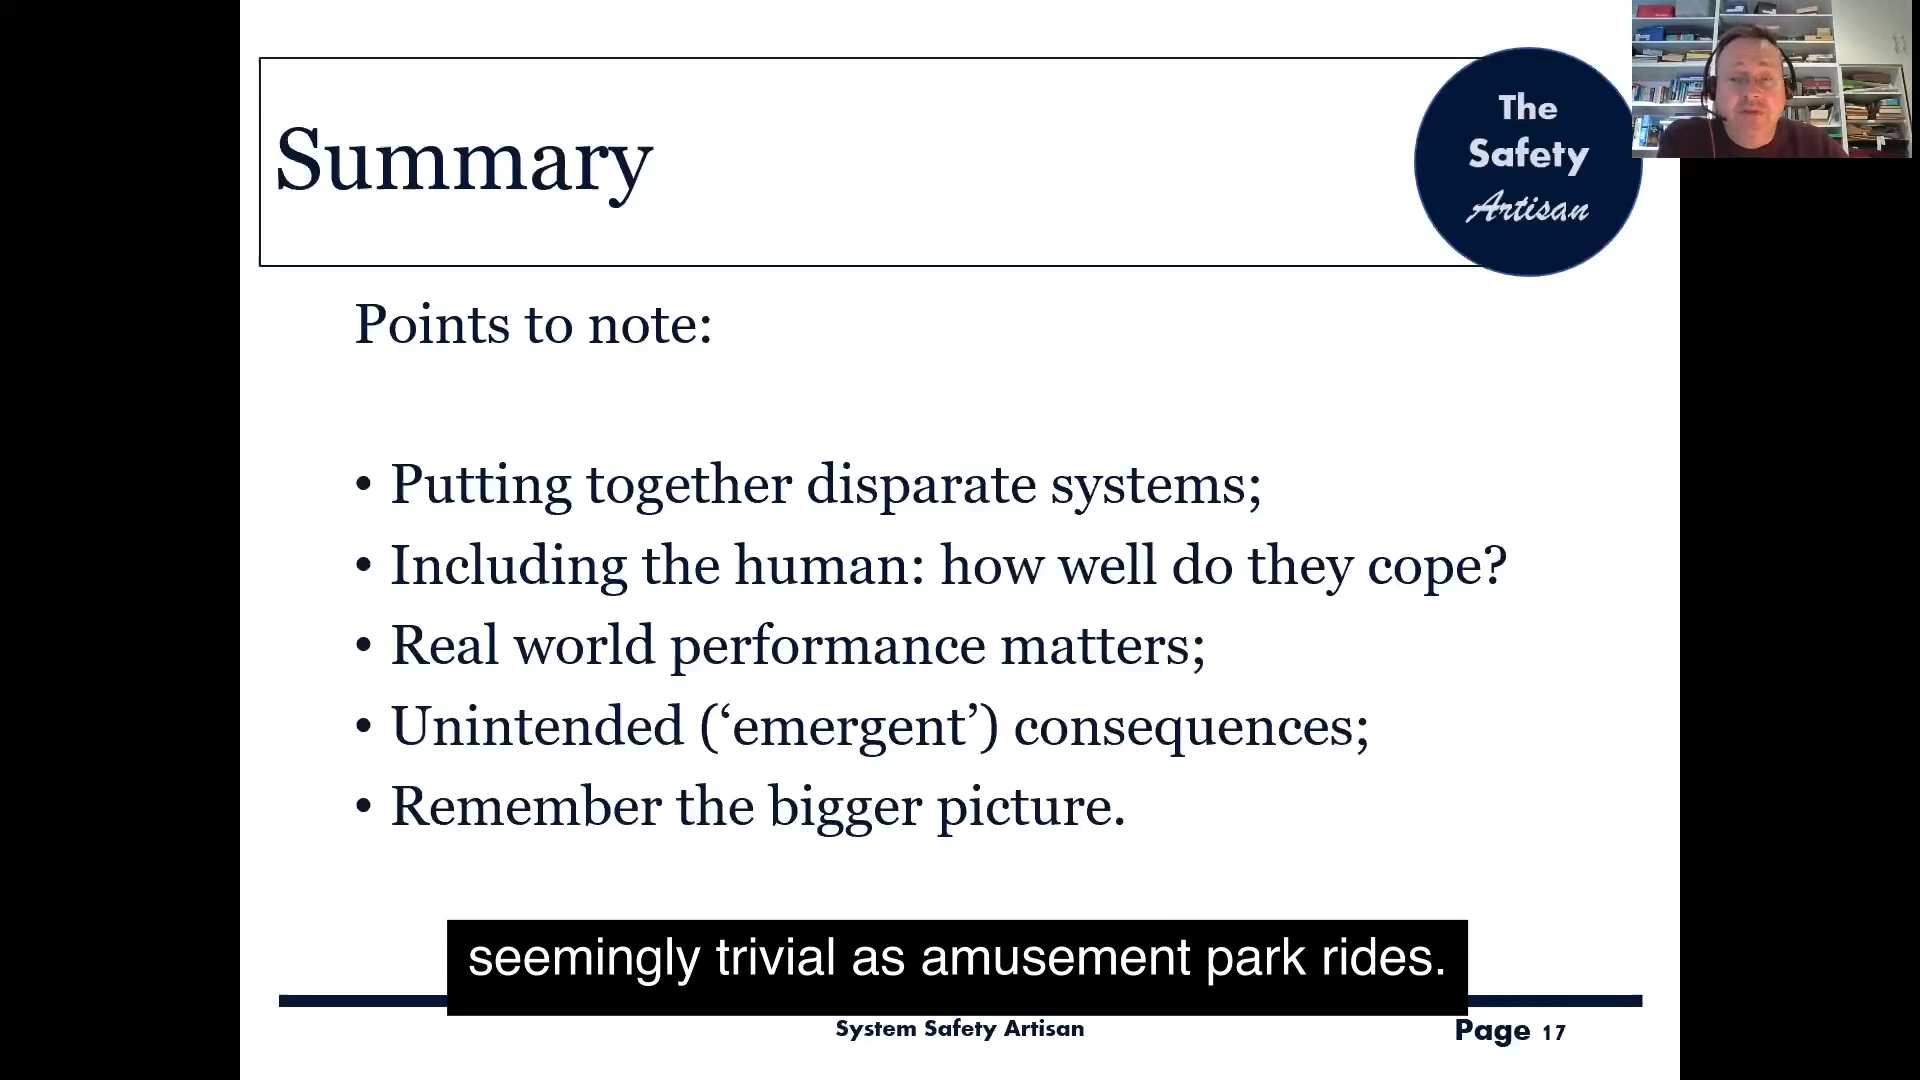 Summary
The
Safety
Artisan
Points to note:
• Putting together disparate systems;
• Including the human: how well do they cope?
• Real world performance matters;
• Unintended (‘emergent’) consequences;
• Remember the bigger picture.
seemingly trivial as amusement park rides.
System Safety Artisan
Page 17